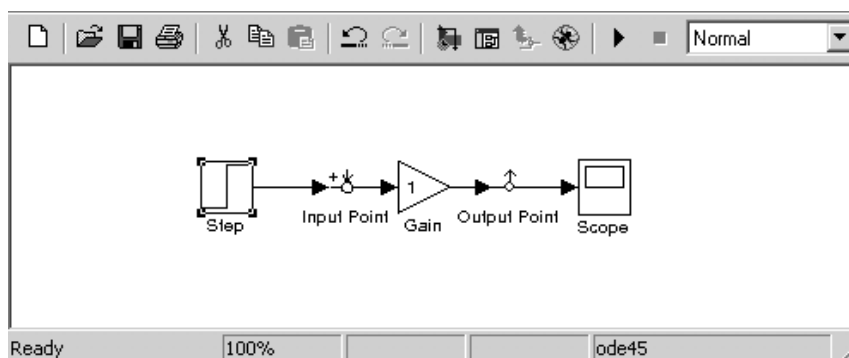 Normal
1
Step
Input Point
Gain
Output Point
Scope
Ready
100%
ode45